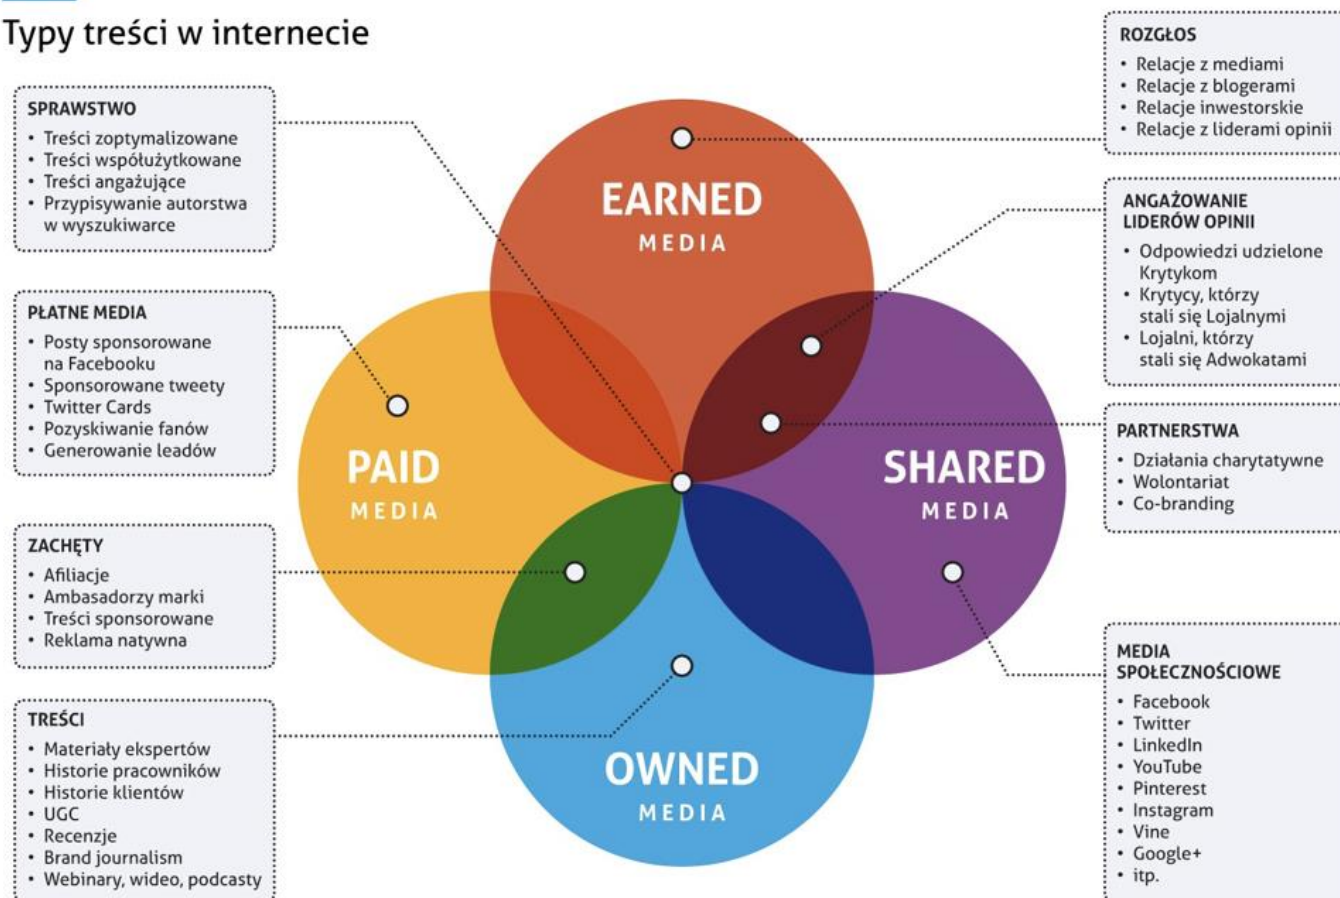 Typy treści w internecie
SPRAWSTWO
• Treści zoptymalizowane
• Treści współużytkowane
• Treści angażujące
• Przypisywanie autorstwa
w wyszukiwarce
PŁATNE MEDIA
• Posty sponsorowane
na Facebooku
• Sponsorowane tweety
• Twitter Cards
• Pozyskiwanie fanów
• Generowanie leadów
ZACHĘTY
• Afiliacje
• Ambasadorzy marki
• Treści sponsorowane
• Reklama natywna
TREŚCI
• Materiały ekspertów
• Historie pracowników
• Historie klientów
• UGC
• Recenzje
• Brand journalism
• Webinary, wideo, podcasty
EARNED
MEDIA
PAID
MEDIA
SHARED
MEDIA
OWNED
MEDIA
ROZGŁOS
• Relacje z mediami
• Relacje z blogerami
• Relacje inwestorskie
• Relacje z liderami opinii
ANGAŻOWANIE
LIDERÓW OPINII
• Odpowiedzi udzielone
Krytykom
• Krytycy, którzy
stali się Lojalnymi
• Lojalni, którzy
stali się Adwokatami
PARTNERSTWA
• Działania charytatywne
• Wolontariat
• Co-branding
MEDIA
SPOŁECZNOŚCIOWE
• Facebook
• Twitter
• LinkedIn
• YouTube
• Pinterest
• Instagram
• Vine
• Google+
• itp.